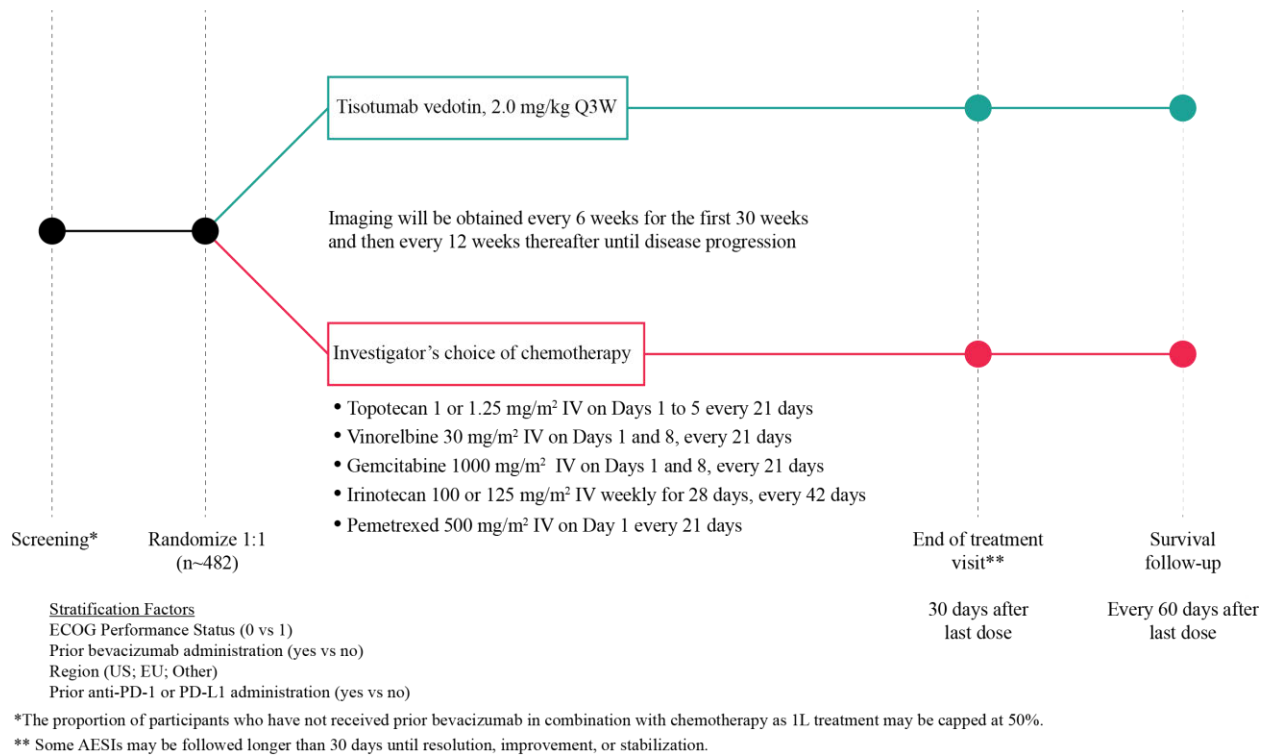 Tisotumab vedotin, 2.0 mg/kg Q3W
Imaging will be obtained every 6 weeks for the first 30 weeks
and then every 12 weeks thereafter until disease progression
Investigator’s choice of chemotherapy
• Topotecan 1 or 1.25 mg/m² IV on Days 1 to 5 every 21 days
• Vinorelbine 30 mg/m² IV on Days 1 and 8, every 21 days
• Gemcitabine 1000 mg/m² IV on Days 1 and 8, every 21 days
• Irinotecan 100 or 125 mg/m² IV weekly for 28 days, every 42 days
• Pemetrexed 500 mg/m² IV on Day 1 every 21 days
Screening*
Randomize 1:1
(n~482)
End of treatment
visit**
Survival
follow-up
30 days after
last dose
Every 60 days after
last dose
Stratification Factors
ECOG Performance Status (0 vs 1)
Prior bevacizumab administration (yes vs no)
Region (US; EU; Other)
Prior anti-PD-1 or PD-L1 administration (yes vs no)
*The proportion of participants who have not received prior bevacizumab in combination with chemotherapy as 1L treatment may be capped at 50%.
** Some AESIs may be followed longer than 30 days until resolution, improvement, or stabilization.